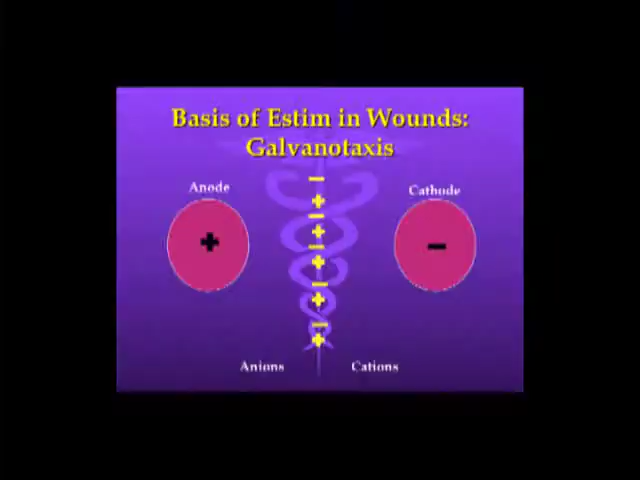 Basis of Estim in Wounds:
Galvanotaxis
Anode
Cathode
+
−
−
+
−
+
−
+
−
+
−
+
Anions
Cations